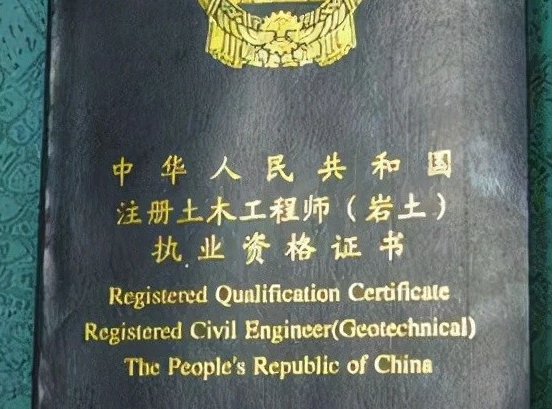 中华人民共和国
注册土木工程师（岩土）
执业资格证书
Registered Qualification Certificate
Registered Civil Engineer(Geotechnical)
The People's Republic of China